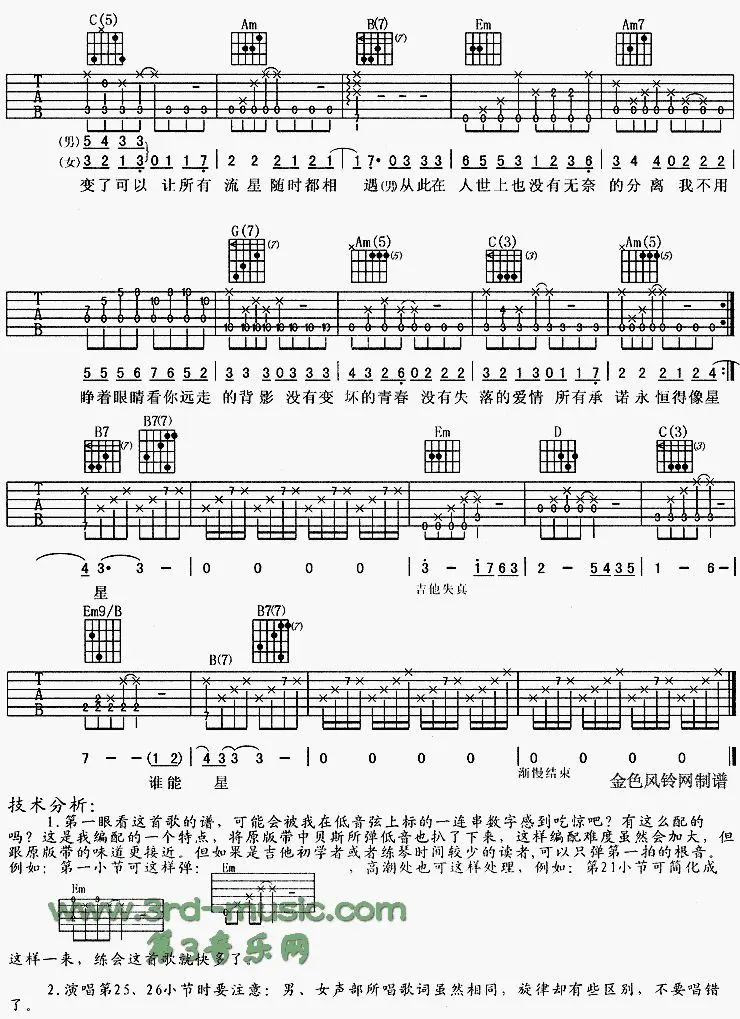 C(5) Am B(7) (7) Em Am7
(男) 5 4 3 3
(女) 3 2 1 3 0 1 1 7 | 2 2 2 1 2 1 | 1 7· 0 3 3 3 | 6 5 5 3 1 2 3 6 | 3 4 4 0 2 2 2
变了可以 让所有 流星随时都相 遇(男)从此在 人世上也没有无奈 的分离 我不用
G(7) (7) Am(5) (5) C(3) (3) Am(5) (5)
5 5 5 6 7 6 5 2 | 3 3 3 0 3 3 3 | 4 3 2 6 0 3 3 3 | 3 2 1 3 0 1 1 7 | 2 2 2 1 2 4
睁着眼睛看你远走 的背影 没有变 坏的青春 没有失 落的爱情 所有承 诺永恒得像星
B7 (7) B7(7) Em D C(3) (3)
4 3· 3 - | 0 0 0 0 | 0 0 0 0 | 3 - 1 7 6 3 | 2 - 5 4 3 5 | 1 - 6 -
星 吉他失真
Em9/B B(7) B7(7) (7)
7 - - (1 2) | 4 3 3 3 - | 0 0 0 0 | 0 0 0 0
谁能 星 渐慢结束 金色风铃网制谱
技术分析:
1.第一眼看这首歌的谱,可能会被我在低音弦上标的一连串数字感到吃惊吧?有这么配的
吗?这是我编配的一个特点,将原版带中贝斯所弹低音也扒了下来,这样编配难度虽然会加大,但
跟原版带的味道更接近。但如果是吉他初学者或者练琴时间较少的读者,可以只弹第一拍的根音。
例如:第一小节可这样弹: Em ,高潮处也可这样处理,例如:第21小节可简化成
Em
www.3rd-music.com
第3音乐网
这样一来,练会这首歌就快多了。
2.演唱第25、26小节时要注意:男、女声部所唱歌词虽然相同,旋律却有些区别,不要唱错
了。